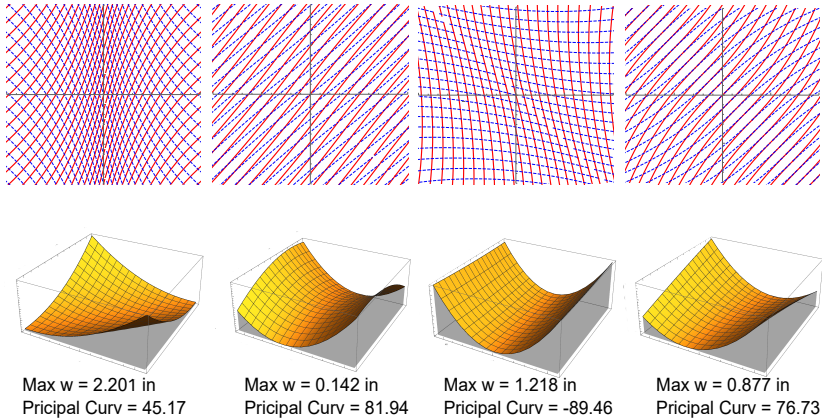 Max w = 2.201 in
Pricipal Curv = 45.17
Max w = 0.142 in
Pricipal Curv = 81.94
Max w = 1.218 in
Pricipal Curv = -89.46
Max w = 0.877 in
Pricipal Curv = 76.73